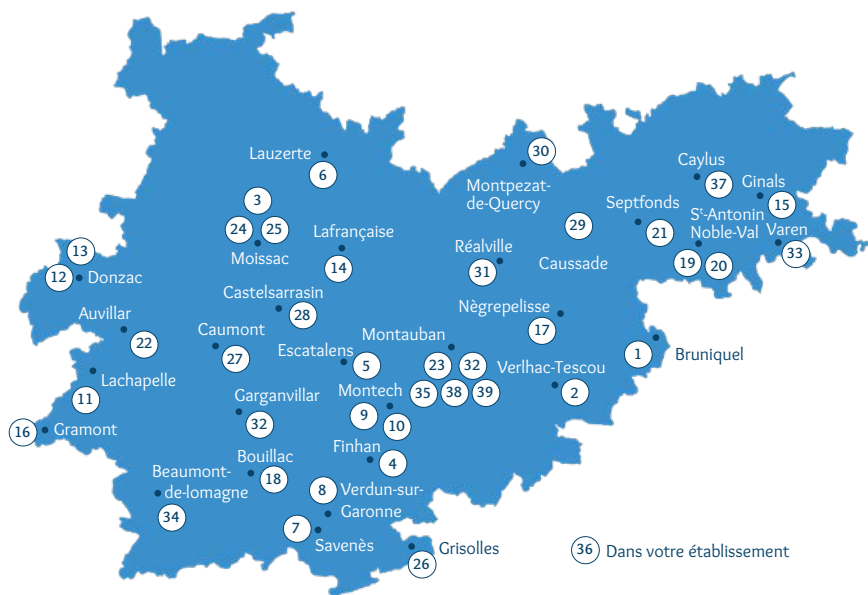 30
Lauzerte
6
Caylus
37
Ginals
15
Montpezat-
de-Quercy
3
24
25
Moissac
Septfonds
21
Sᵗ-Antonin
Noble-Val
Varen
33
19
20
29
Lafrançaise
14
Réalville
31
Caussade
13
12
Donzac
Castelsarrasin
28
Auvillar
22
Nègrepelisse
17
Caumont
27
Montauban
23
32
35
38
39
Escatalens
5
1
Bruniquel
Verlhac-Tescou
2
Lachapelle
11
Garganvillar
32
Montech
9
10
16
Gramont
Finhan
4
Bouillac
18
Beaumont-
de-lomagne
34
8
Verdun-sur-
Garonne
7
Savenès
Grisolles
26
36 Dans votre établissement